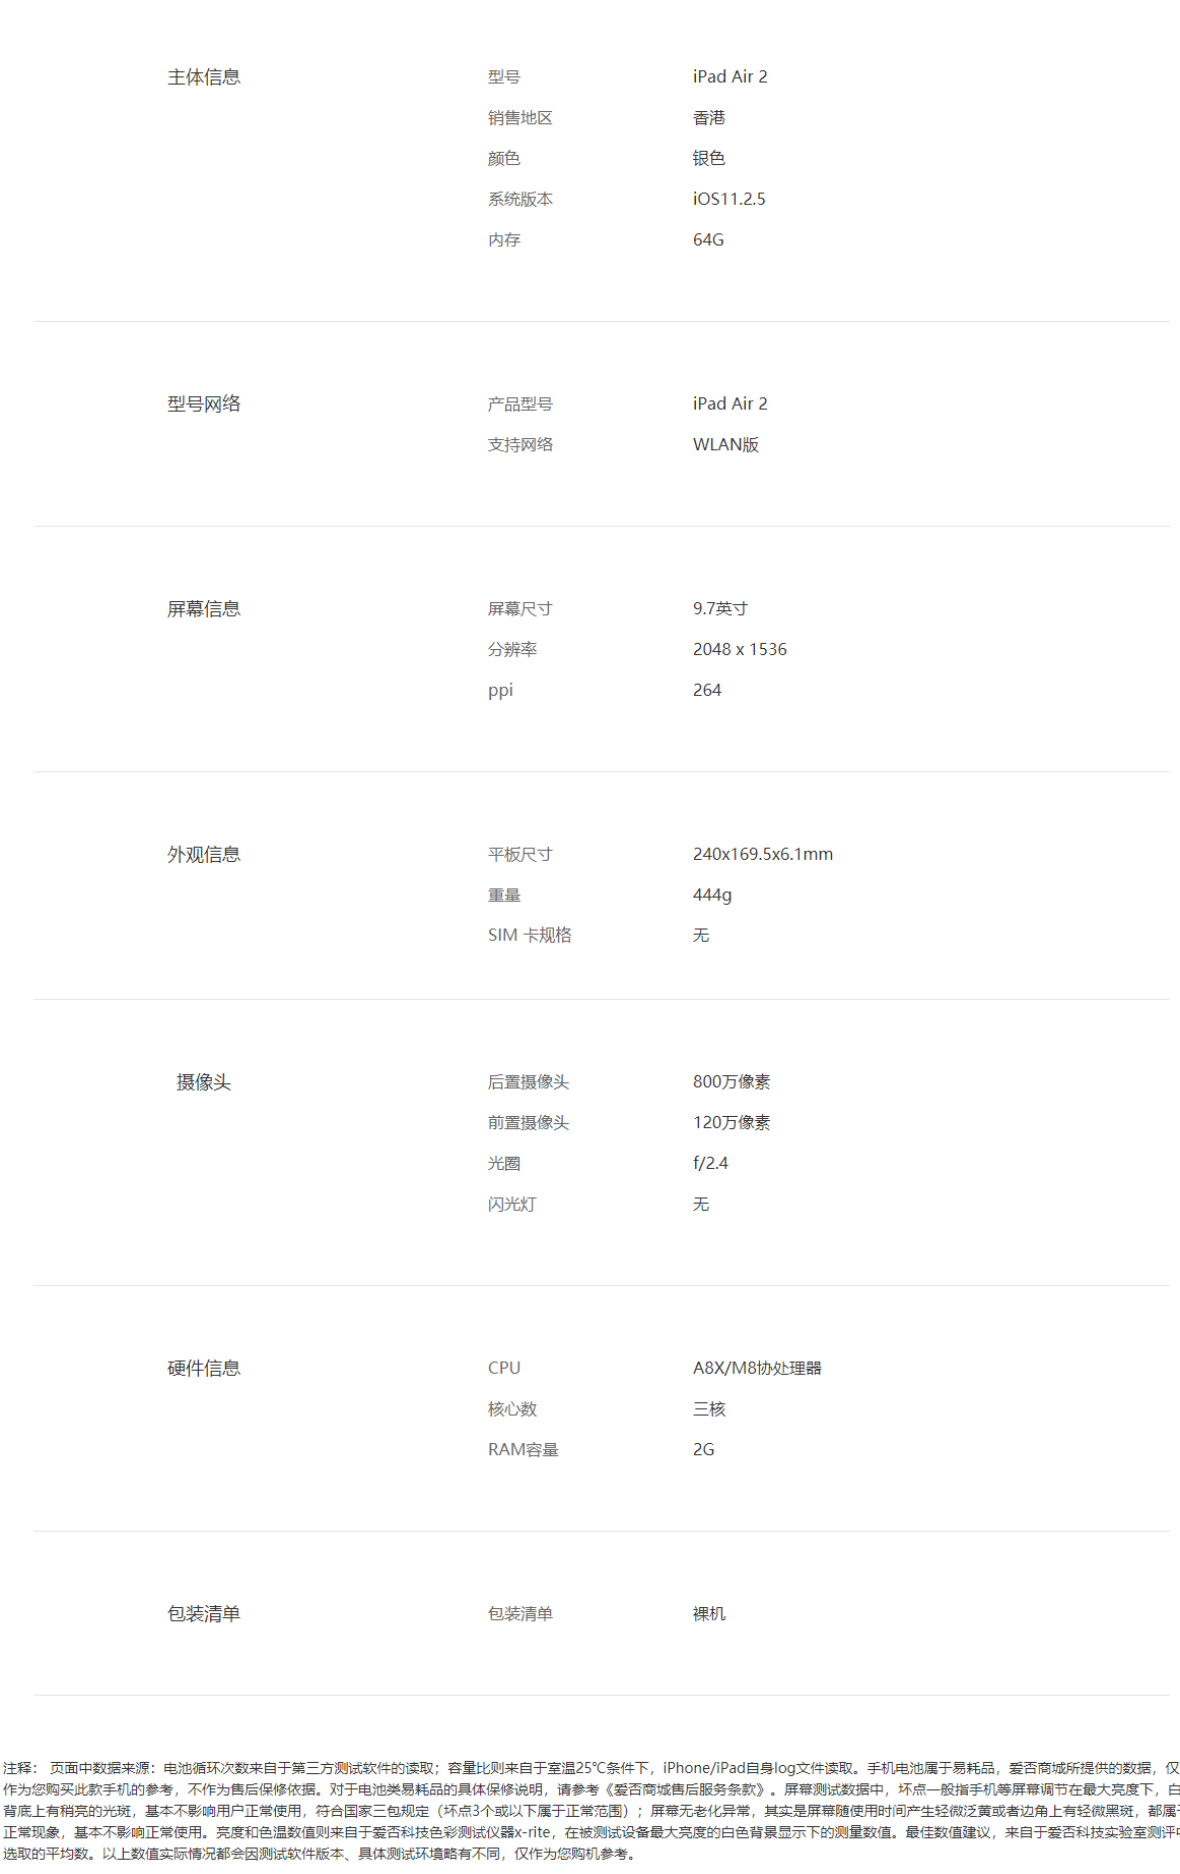 主体信息 型号 iPad Air 2
销售地区 香港
颜色 银色
系统版本 iOS11.2.5
内存 64G
型号网络 产品型号 iPad Air 2
支持网络 WLAN版
屏幕信息 屏幕尺寸 9.7英寸
分辨率 2048 x 1536
ppi 264
外观信息 平板尺寸 240x169.5x6.1mm
重量 444g
SIM 卡规格 无
摄像头 后置摄像头 800万像素
前置摄像头 120万像素
光圈 f/2.4
闪光灯 无
硬件信息 CPU A8X/M8协处理器
核心数 三核
RAM容量 2G
包装清单 包装清单 裸机
注释： 页面中数据来源：电池循环次数来自于第三方测试软件的读取；容量比则来自于室温25℃条件下，iPhone/iPad自身log文件读取。手机电池属于易耗品，爱否商城所提供的数据，仅
作为您购买此款手机的参考，不作为售后保修依据。对于电池类易耗品的具体保修说明，请参考《爱否商城售后服务条款》。屏幕测试数据中，坏点一般指手机等屏幕调节在最大亮度下，白
背底上有稍亮的光斑，基本不影响用户正常使用，符合国家三包规定（坏点3个或以下属于正常范围）；屏幕无老化异常，其实是屏幕随使用时间产生轻微泛黄或者边角上有轻微黑斑，都属于
正常现象，基本不影响正常使用。亮度和色温数值则来自于爱否科技色彩测试仪器x-rite，在被测试设备最大亮度的白色背景显示下的测量数值。最佳数值建议，来自于爱否科技实验室测评中
选取的平均数。以上数值实际情况都会因测试软件版本、具体测试环境略有不同，仅作为您购机参考。